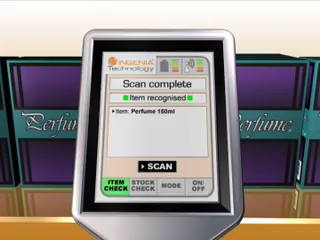 INGENIA
Technology
Scan complete
Item recognised
Item: Perfume 150ml
SCAN
ITEM CHECK
STOCK CHECK
MODE
ON/OFF
Perfume
Perfume